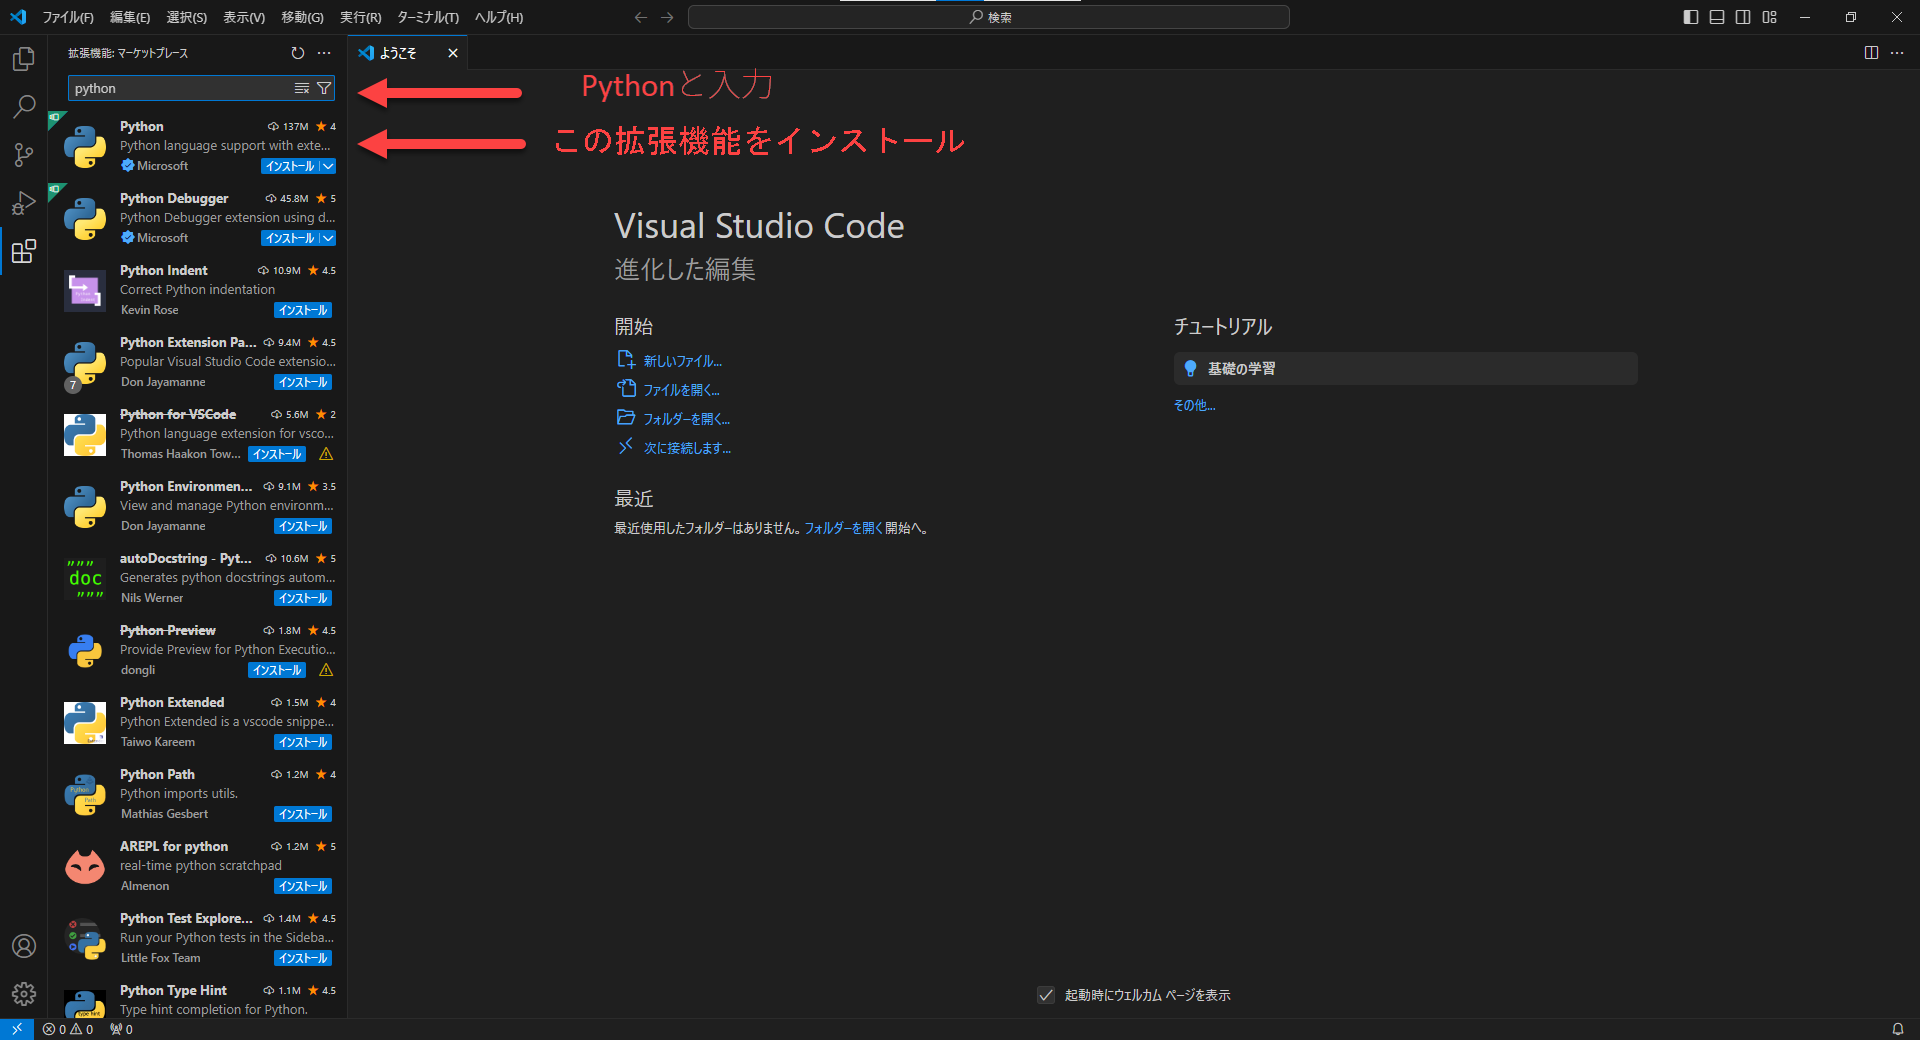 ファイル(F) 編集(E) 選択(S) 表示(V) 移動(G) 実行(R) ターミナル(T) ヘルプ(H) 検索
拡張機能: マーケットプレース
ようこそ
python
Pythonと入力
この拡張機能をインストール
Python 137M 4
Python language support with exte...
Microsoft インストール
Python Debugger 45.8M 5
Python Debugger extension using d...
Microsoft インストール
Python Indent 10.9M 4.5
Correct Python indentation
Kevin Rose インストール
Python Extension Pa... 9.4M 4.5
Popular Visual Studio Code extensio...
7 Don Jayamanne インストール
Python for VSCode 5.6M 2
Python language extension for vsco...
Thomas Haakon Tow... インストール
Python Environmen... 9.1M 3.5
View and manage Python environm...
Don Jayamanne インストール
autoDocstring - Pyt... 10.6M 5
Generates python docstrings autom...
Nils Werner インストール
"""
doc
"""
Python Preview 1.8M 4.5
Provide Preview for Python Executio...
dongli インストール
Python Extended 1.5M 4
Python Extended is a vscode snippe...
Taiwo Kareem インストール
Python Path 1.2M 4
Python imports utils.
Mathias Gesbert インストール
Python
Path
AREPL for python 1.2M 5
real-time python scratchpad
Almenon インストール
Python Test Explore... 1.4M 4.5
Run your Python tests in the Sideba...
Little Fox Team インストール
Python Type Hint 1.1M 4.5
Type hint completion for Python.
Type hint
Visual Studio Code
進化した編集
開始
新しいファイル...
ファイルを開く...
フォルダーを開く...
次に接続します...
最近
最近使用したフォルダーはありません。フォルダーを開く開始へ。
チュートリアル
基礎の学習
その他...
起動時にウェルカム ページを表示
0 0 0